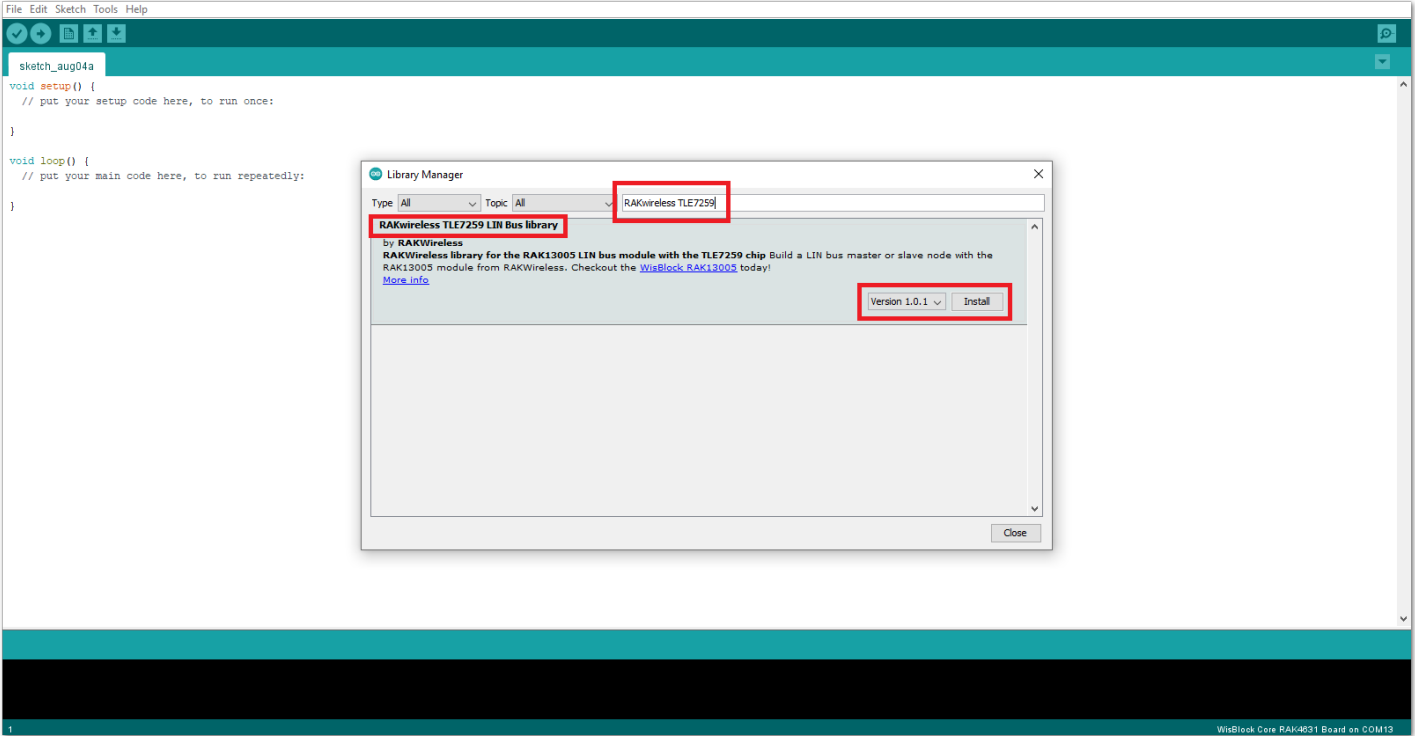 File Edit Sketch Tools Help
sketch_aug04a
void setup() {
// put your setup code here, to run once:
}
void loop() {
// put your main code here, to run repeatedly:
}
Library Manager
Type All Topic All RAKwireless TLE7259
RAKwireless TLE7259 LIN Bus library
by RAKWireless
RAKWireless library for the RAK13005 LIN bus module with the TLE7259 chip Build a LIN bus master or slave node with the
RAK13005 module from RAKWireless. Checkout the WisBlock RAK13005 today!
More info
Version 1.0.1 Install
Close
1 WisBlock Core RAK4631 Board on COM13